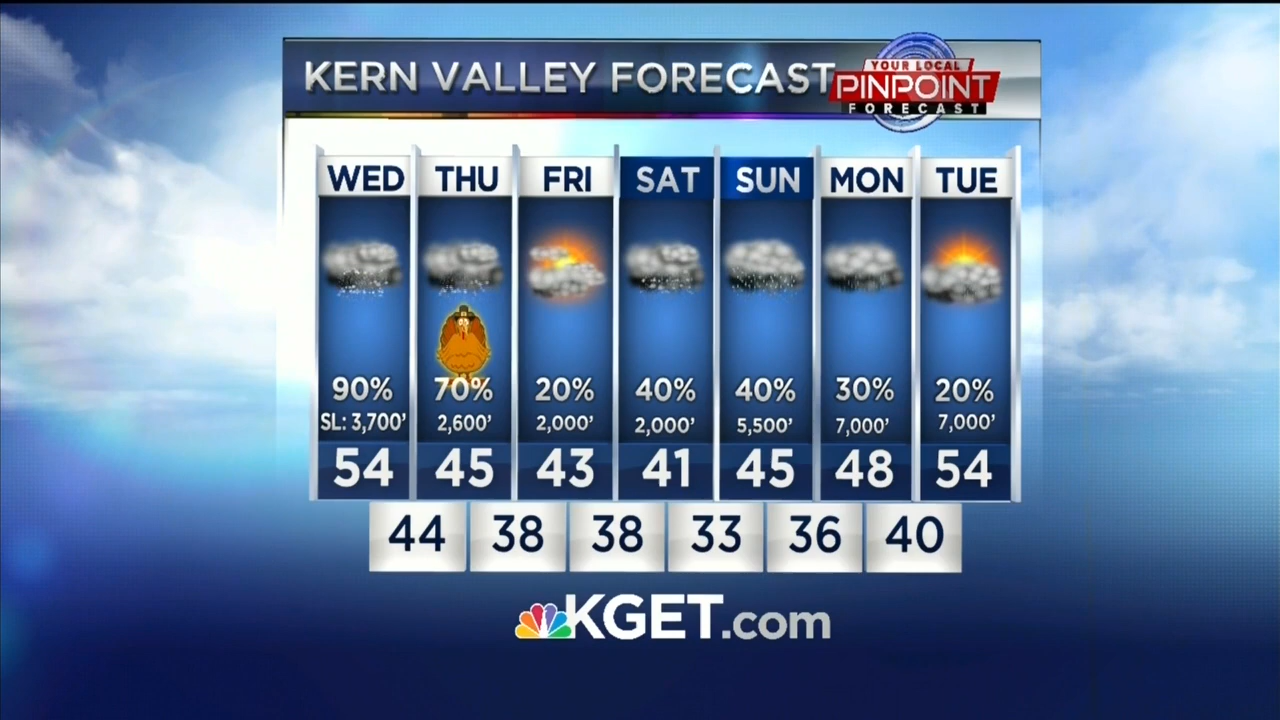 KERN VALLEY FORECAST
YOUR LOCAL
PINPOINT
FORECAST
WED THU FRI SAT SUN MON TUE
90% 70% 20% 40% 40% 30% 20%
SL: 3,700' 2,600' 2,000' 2,000' 5,500' 7,000' 7,000'
54 45 43 41 45 48 54
44 38 38 33 36 40
KGET.com